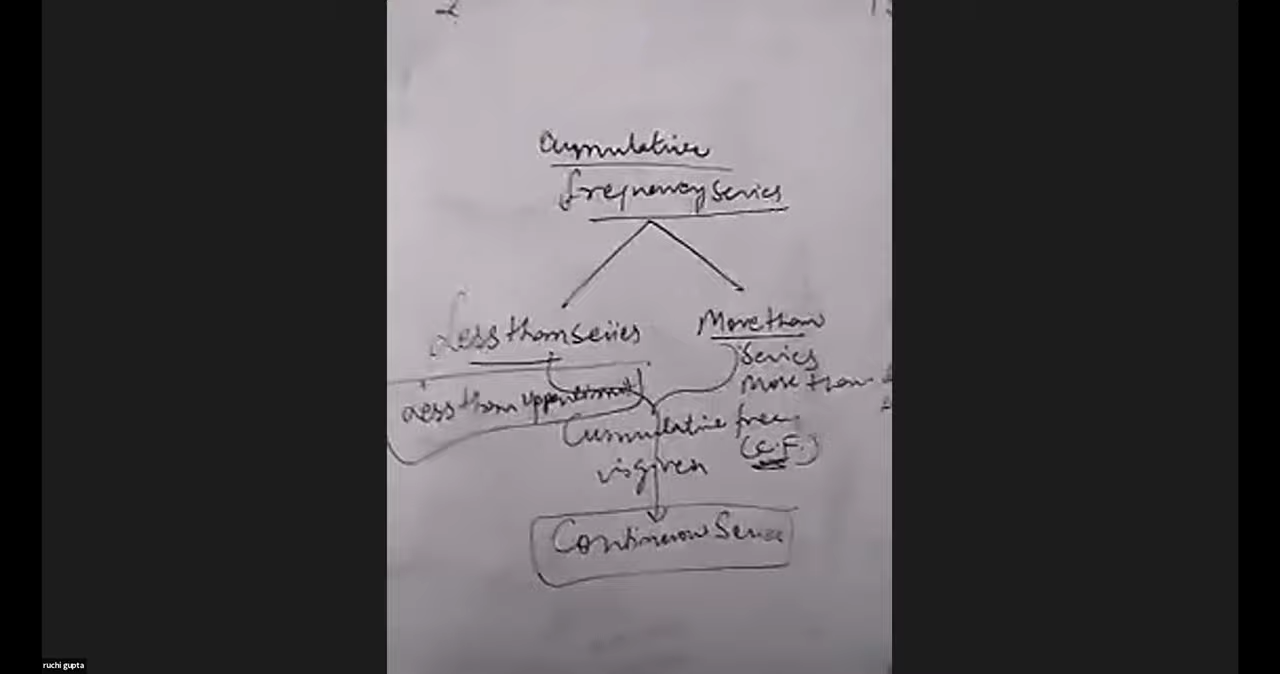 Cumulative
frequency series
Less than series
More than
series
More than
Less than Upper limit
Cumulative freq.
(C.F.)
is given
Continuous Series
ruchi gupta